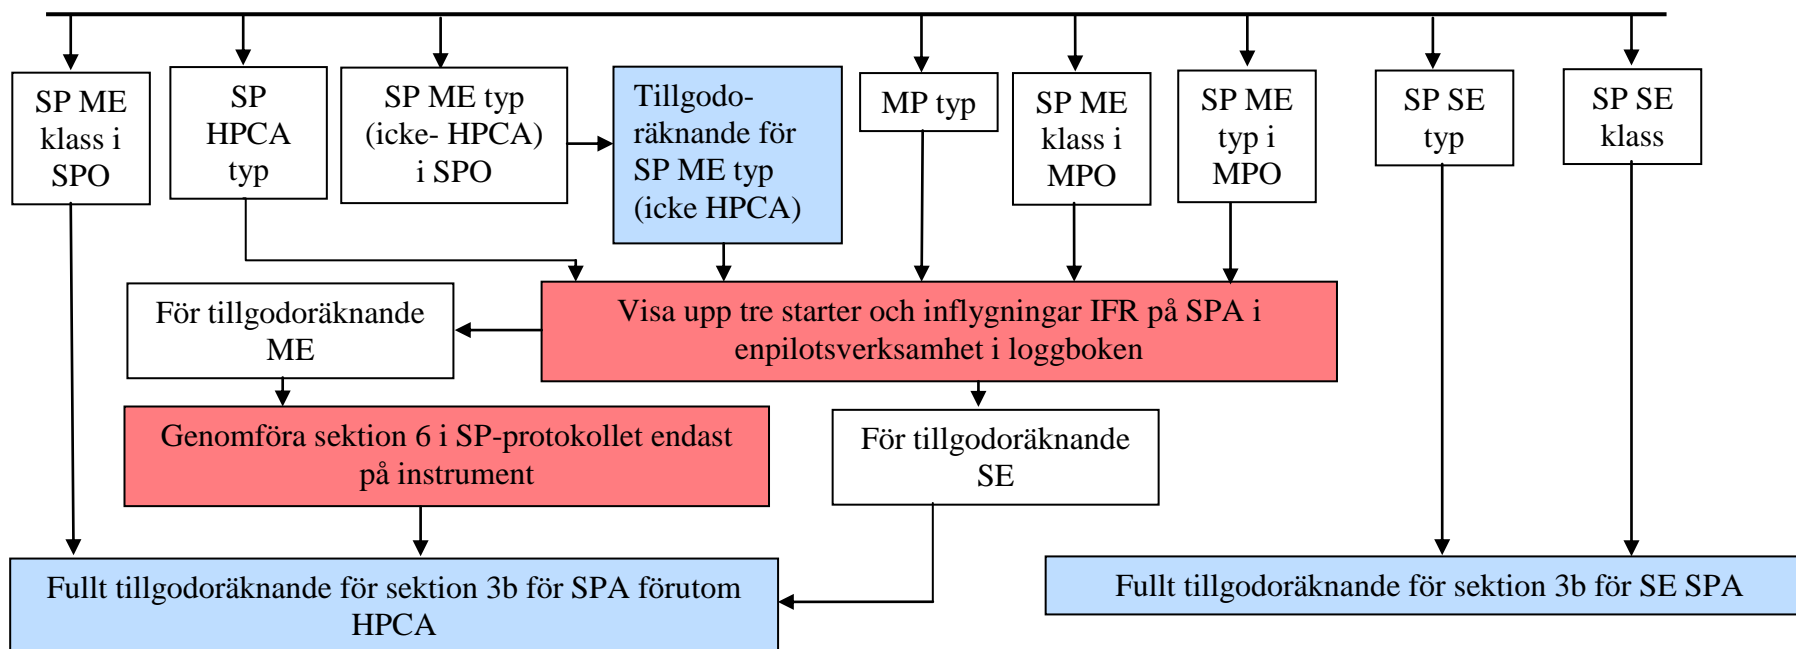 SP ME
klass i
SPO
SP
HPCA
typ
SP ME typ
(icke- HPCA)
i SPO
Tillgodo-
räknande för
SP ME typ
(icke HPCA)
MP typ
SP ME
klass i
MPO
SP ME
typ i
MPO
SP SE
typ
SP SE
klass
Visa upp tre starter och inflygningar IFR på SPA i
enpilotsverksamhet i loggboken
För tillgodoräknande
ME
Genomföra sektion 6 i SP-protokollet endast
på instrument
För tillgodoräknande
SE
Fullt tillgodoräknande för sektion 3b för SPA förutom
HPCA
Fullt tillgodoräknande för sektion 3b för SE SPA